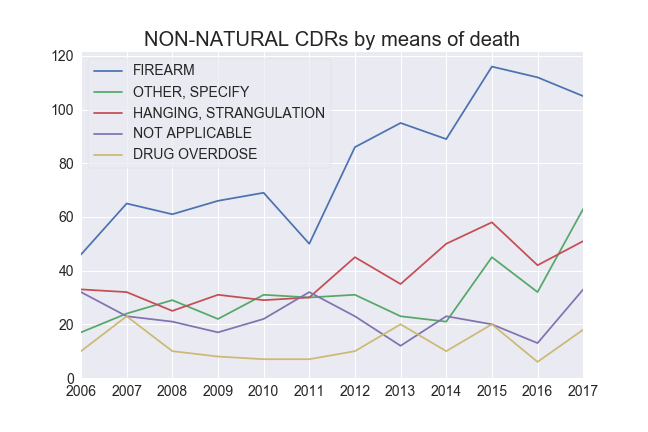 NON-NATURAL CDRs by means of death
120
100
80
60
40
20
0
FIREARM
OTHER, SPECIFY
HANGING, STRANGULATION
NOT APPLICABLE
DRUG OVERDOSE
2006 2007 2008 2009 2010 2011 2012 2013 2014 2015 2016 2017